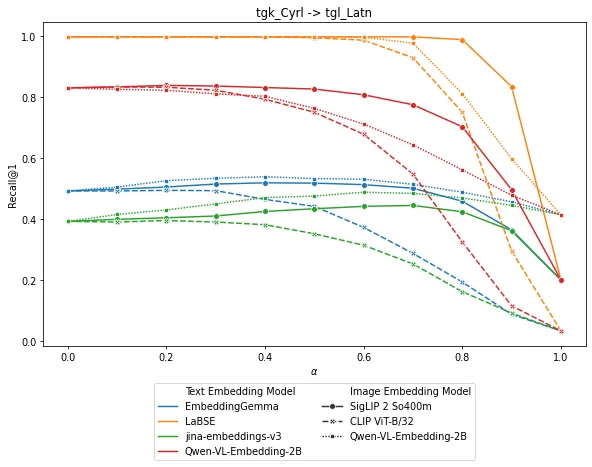 tgk_Cyrl -> tgl_Latn
Recall@1
1.0
0.8
0.6
0.4
0.2
0.0
0.0 0.2 0.4 0.6 0.8 1.0
α
Text Embedding Model
EmbeddingGemma
LaBSE
jina-embeddings-v3
Qwen-VL-Embedding-2B
Image Embedding Model
SigLIP 2 So400m
CLIP ViT-B/32
Qwen-VL-Embedding-2B